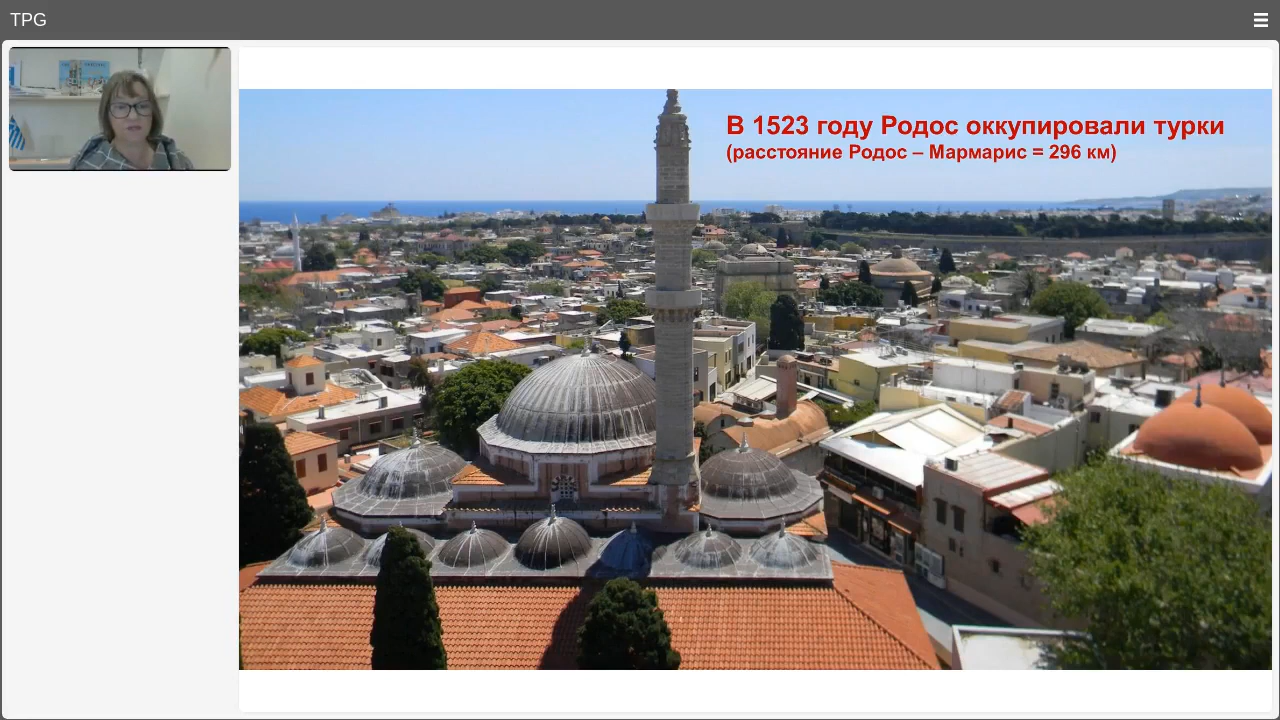 TPG
В 1523 году Родос оккупировали турки
(расстояние Родос – Мармарис = 296 км)